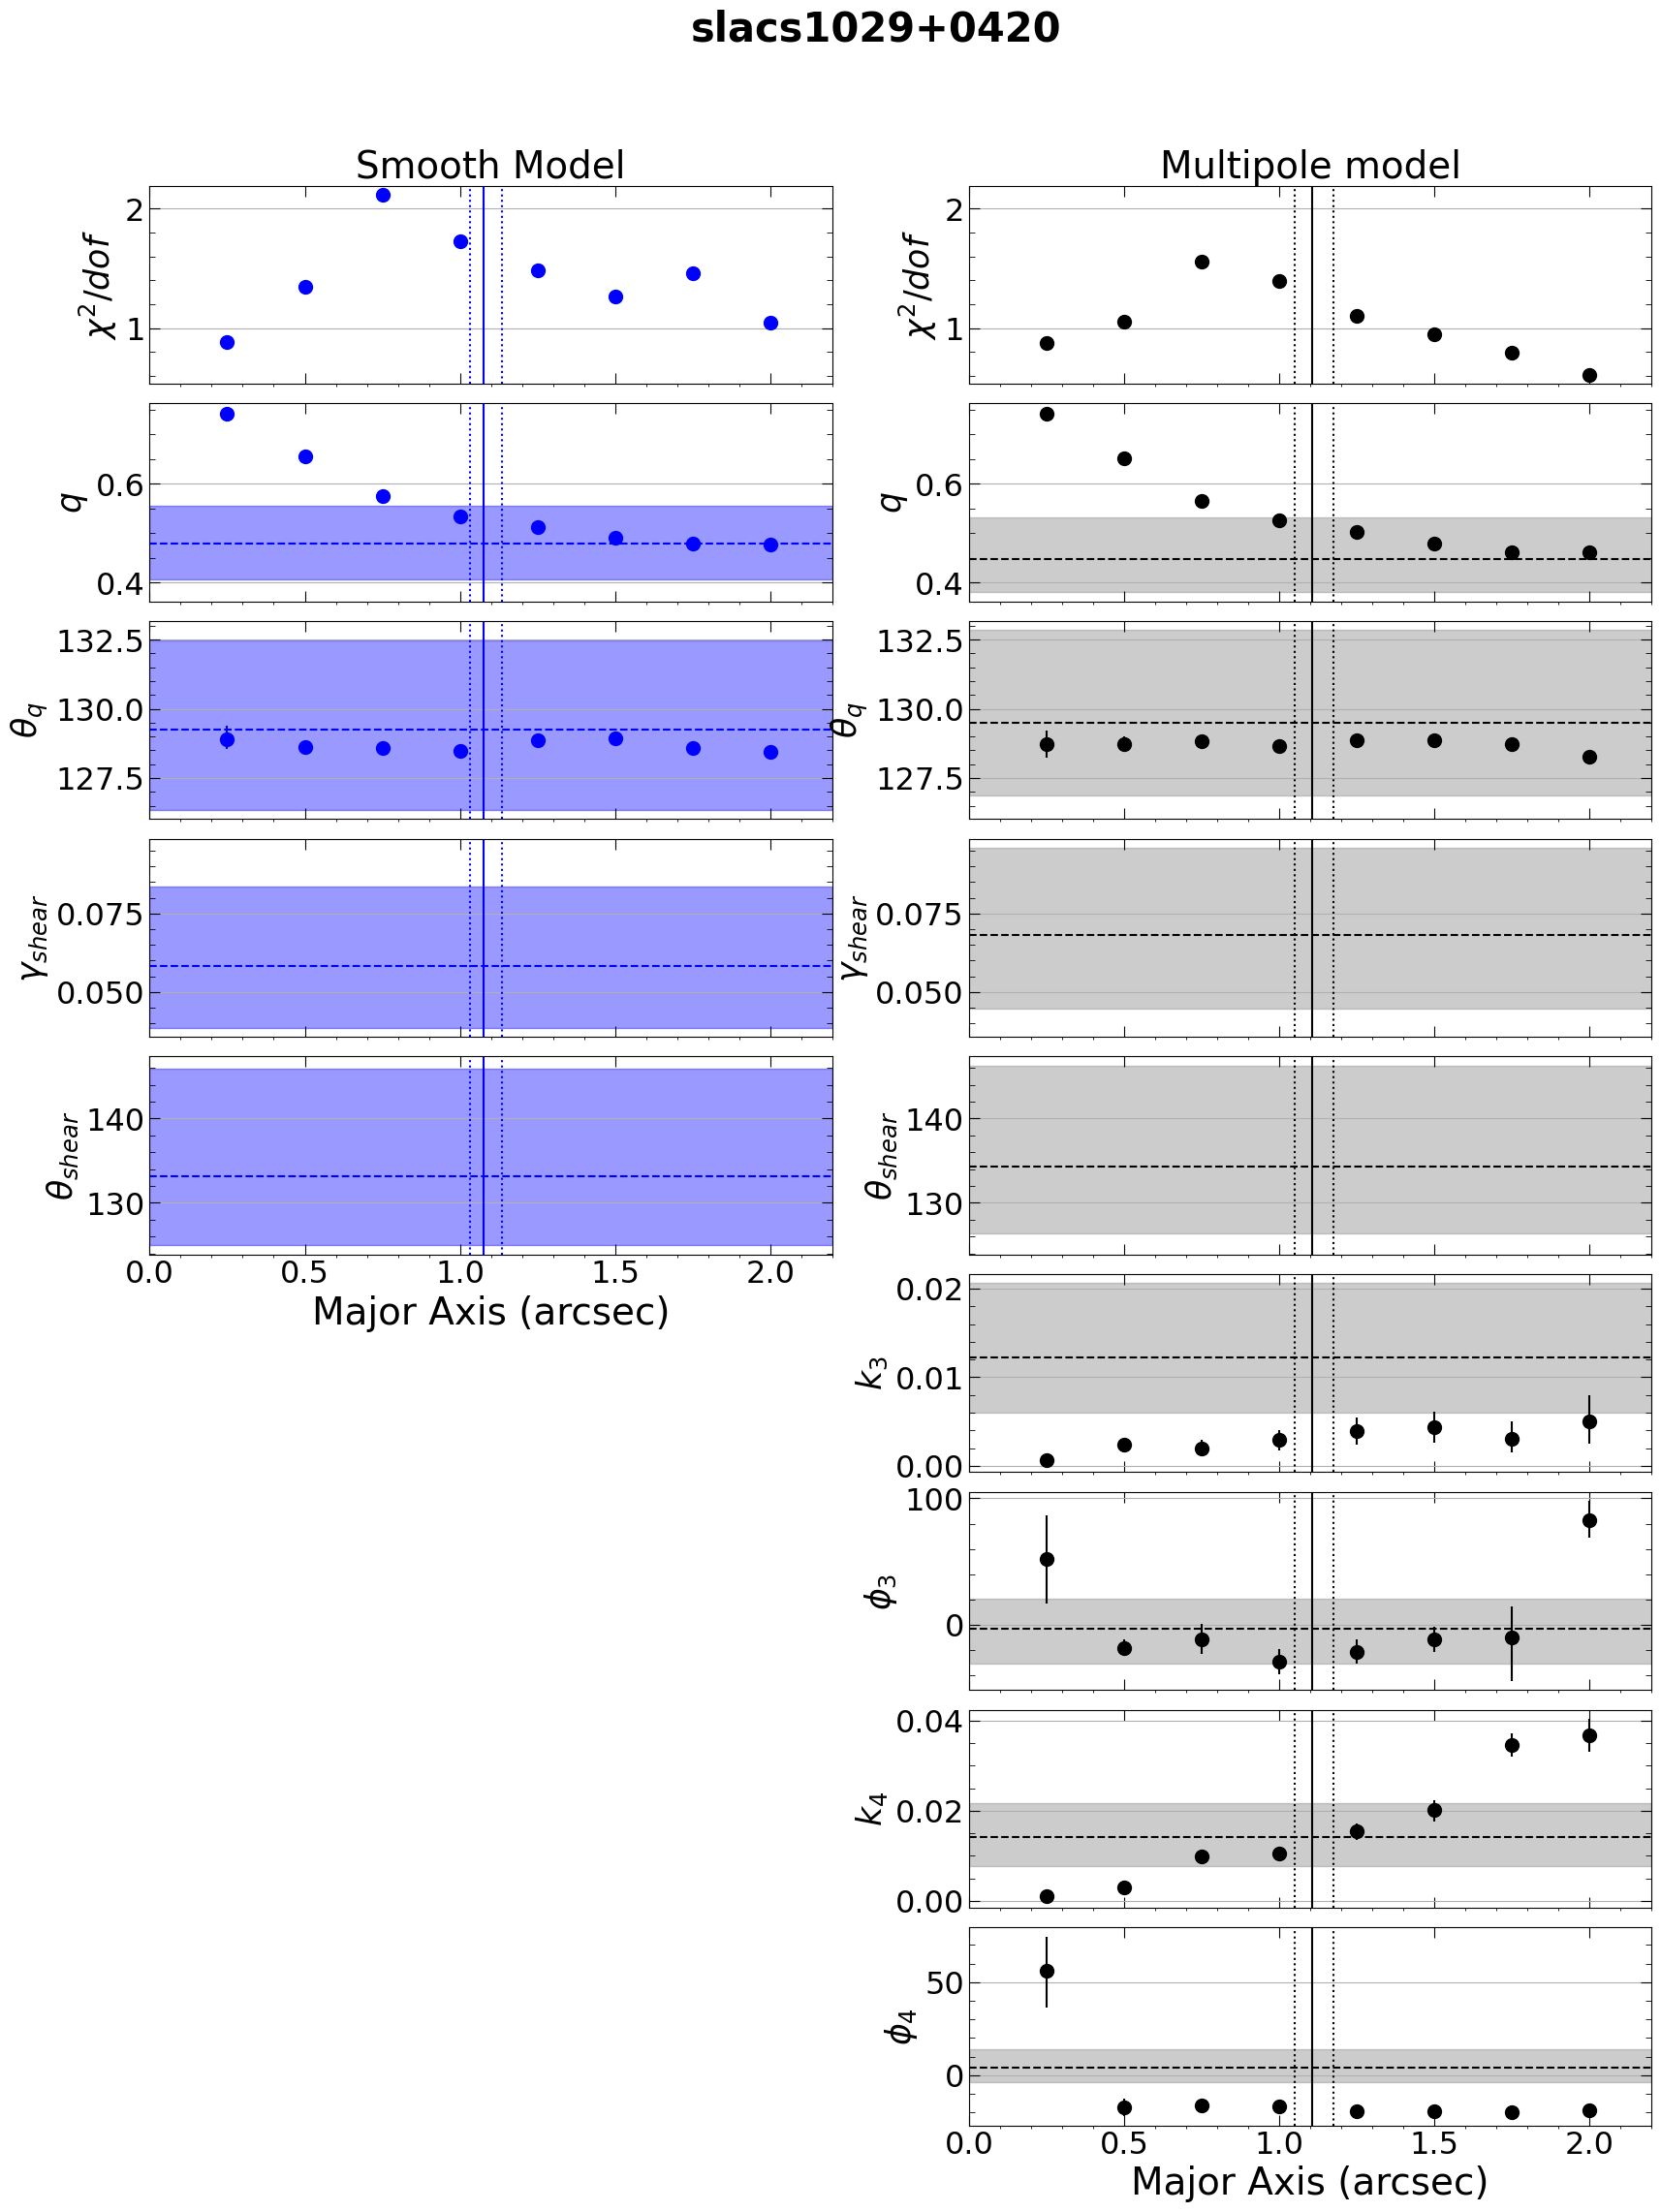 slacs1029+0420
Smooth Model
2
1
χ²/dof
0.6
0.4
q
132.5
130.0
127.5
θ_q
0.075
0.050
γ_shear
140
130
θ_shear
0.0 0.5 1.0 1.5 2.0
Major Axis (arcsec)
Multipole model
2
1
χ²/dof
0.6
0.4
q
132.5
130.0
127.5
θ_q
0.075
0.050
γ_shear
140
130
θ_shear
0.02
0.01
0.00
k₃
100
0
ϕ₃
0.04
0.02
0.00
k₄
50
0
ϕ₄
0.0 0.5 1.0 1.5 2.0
Major Axis (arcsec)